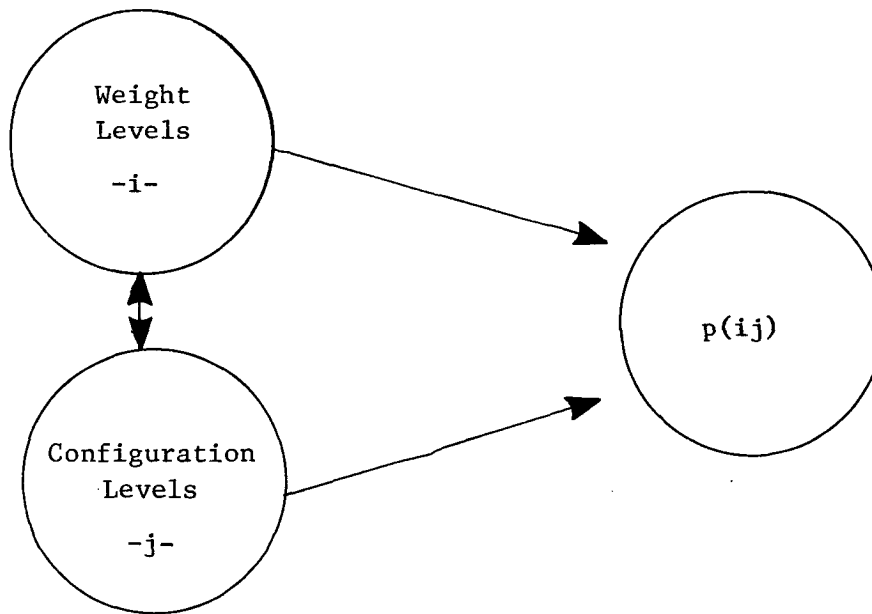 Weight
Levels
-i-
p(ij)
Configuration
Levels
-j-